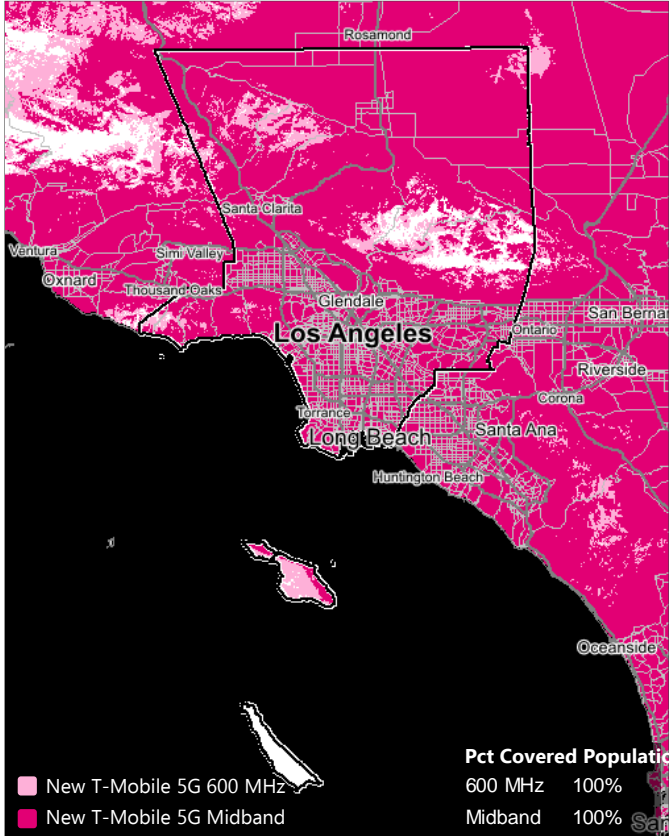 Rosamond
Santa Clarita
Ventura
Simi Valley
Oxnard
Thousand Oaks
Glendale
San Bernar
Los Angeles
Ontario
Riverside
Corona
Torrance
Long Beach
Santa Ana
Huntington Beach
Oceanside
Pct Covered Populatio
New T-Mobile 5G 600 MHz
600 MHz 100%
New T-Mobile 5G Midband
Midband 100%
San